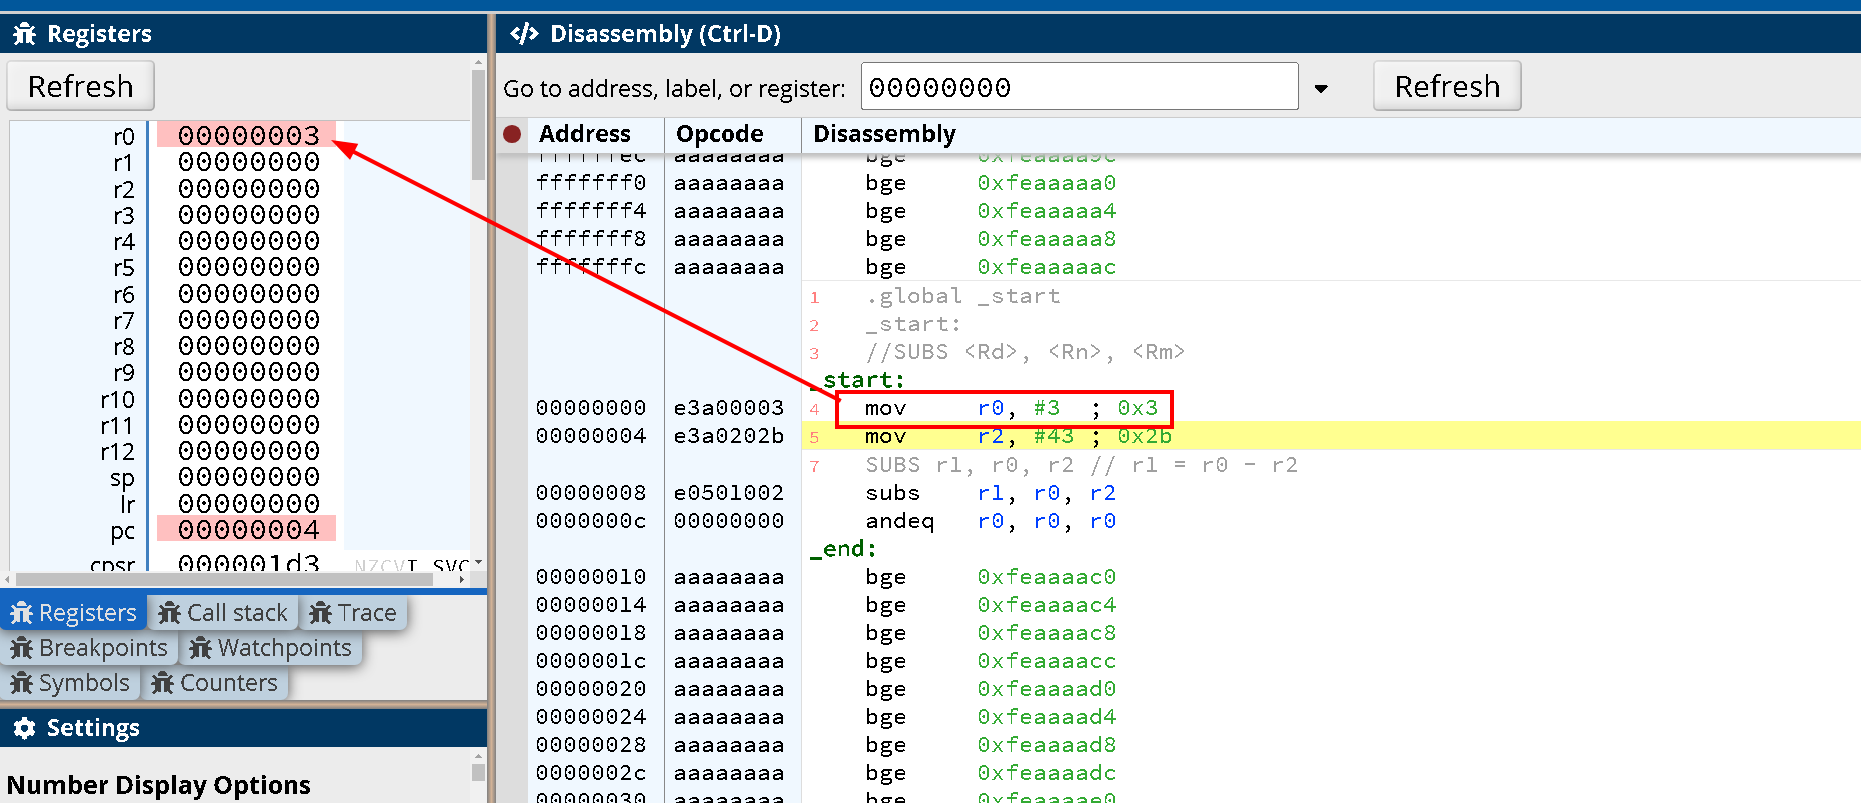 Registers
Refresh
r0 00000003
r1 00000000
r2 00000000
r3 00000000
r4 00000000
r5 00000000
r6 00000000
r7 00000000
r8 00000000
r9 00000000
r10 00000000
r11 00000000
r12 00000000
sp 00000000
lr 00000000
pc 00000004
cpsr 000001d3 NZCVI SVC
Registers Call stack Trace
Breakpoints Watchpoints
Symbols Counters
Settings
Number Display Options
Disassembly (Ctrl-D)
Go to address, label, or register: 00000000 Refresh
Address Opcode Disassembly
ffffffec aaaaaaaa bge 0xfeaaaa9c
fffffff0 aaaaaaaa bge 0xfeaaaaa0
fffffff4 aaaaaaaa bge 0xfeaaaaa4
fffffff8 aaaaaaaa bge 0xfeaaaaa8
fffffffc aaaaaaaa bge 0xfeaaaaac
1 .global _start
2 _start:
3 //SUBS <Rd>, <Rn>, <Rm>
_start:
00000000 e3a00003 4 mov r0, #3 ; 0x3
00000004 e3a0202b 5 mov r2, #43 ; 0x2b
7 SUBS r1, r0, r2 // r1 = r0 - r2
00000008 e0501002 subs r1, r0, r2
0000000c 00000000 andeq r0, r0, r0
_end:
00000010 aaaaaaaa bge 0xfeaaaac0
00000014 aaaaaaaa bge 0xfeaaaac4
00000018 aaaaaaaa bge 0xfeaaaac8
0000001c aaaaaaaa bge 0xfeaaaacc
00000020 aaaaaaaa bge 0xfeaaaad0
00000024 aaaaaaaa bge 0xfeaaaad4
00000028 aaaaaaaa bge 0xfeaaaad8
0000002c aaaaaaaa bge 0xfeaaaadc
00000030 aaaaaaaa bge 0xfeaaaae0